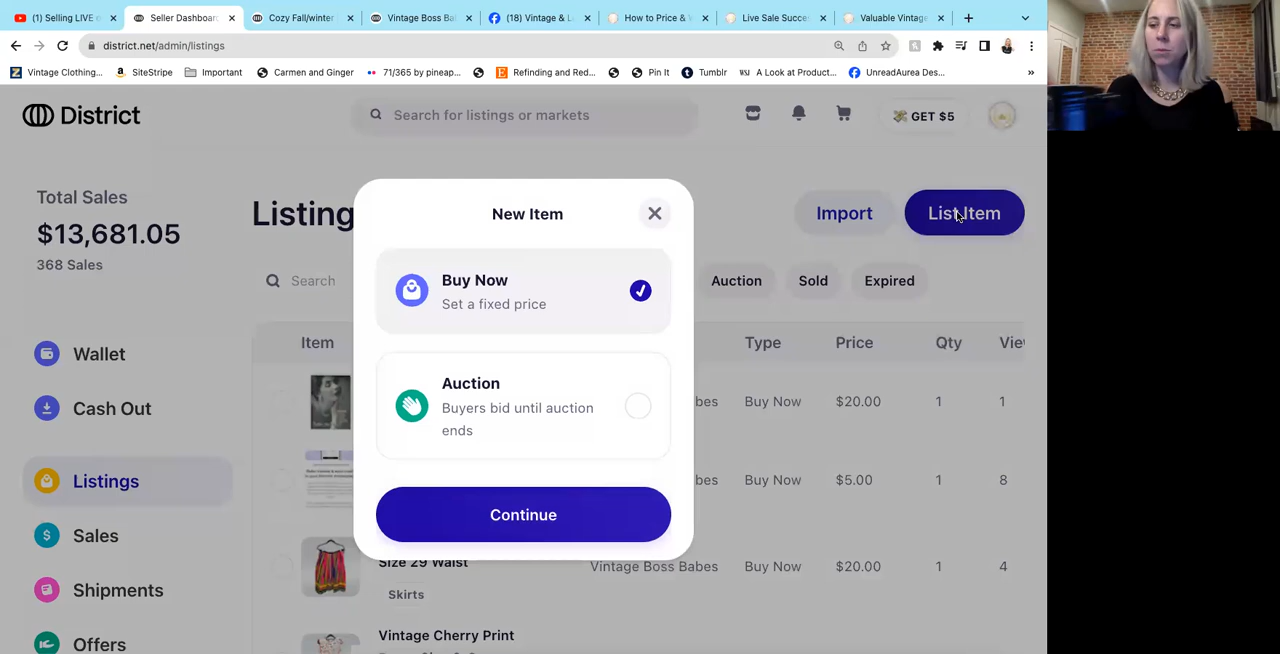 (1) Selling LIVE
Seller Dashboar
Cozy Fall/winter
Vintage Boss Ba
(18) Vintage & L
How to Price &
Live Sale Succe
Valuable Vintage
district.net/admin/listings
Vintage Clothing...
SiteStripe
Important
Carmen and Ginger
71/365 by pineap...
Refinding and Red...
Pin It
Tumblr
A Look at Product...
UnreadAurea Des...
»
District
Search for listings or markets
GET $5
Total Sales
$13,681.05
368 Sales
Wallet
Cash Out
Listings
Sales
Shipments
Offers
Listing
Import
List Item
Search
Auction
Sold
Expired
Item
Type
Price
Qty
Vie
bes
Buy Now
$20.00
1
1
bes
Buy Now
$5.00
1
8
Size 29 Waist
Skirts
Vintage Boss Babes
Buy Now
$20.00
1
4
Vintage Cherry Print
New Item
Buy Now
Set a fixed price
Auction
Buyers bid until auction
ends
Continue